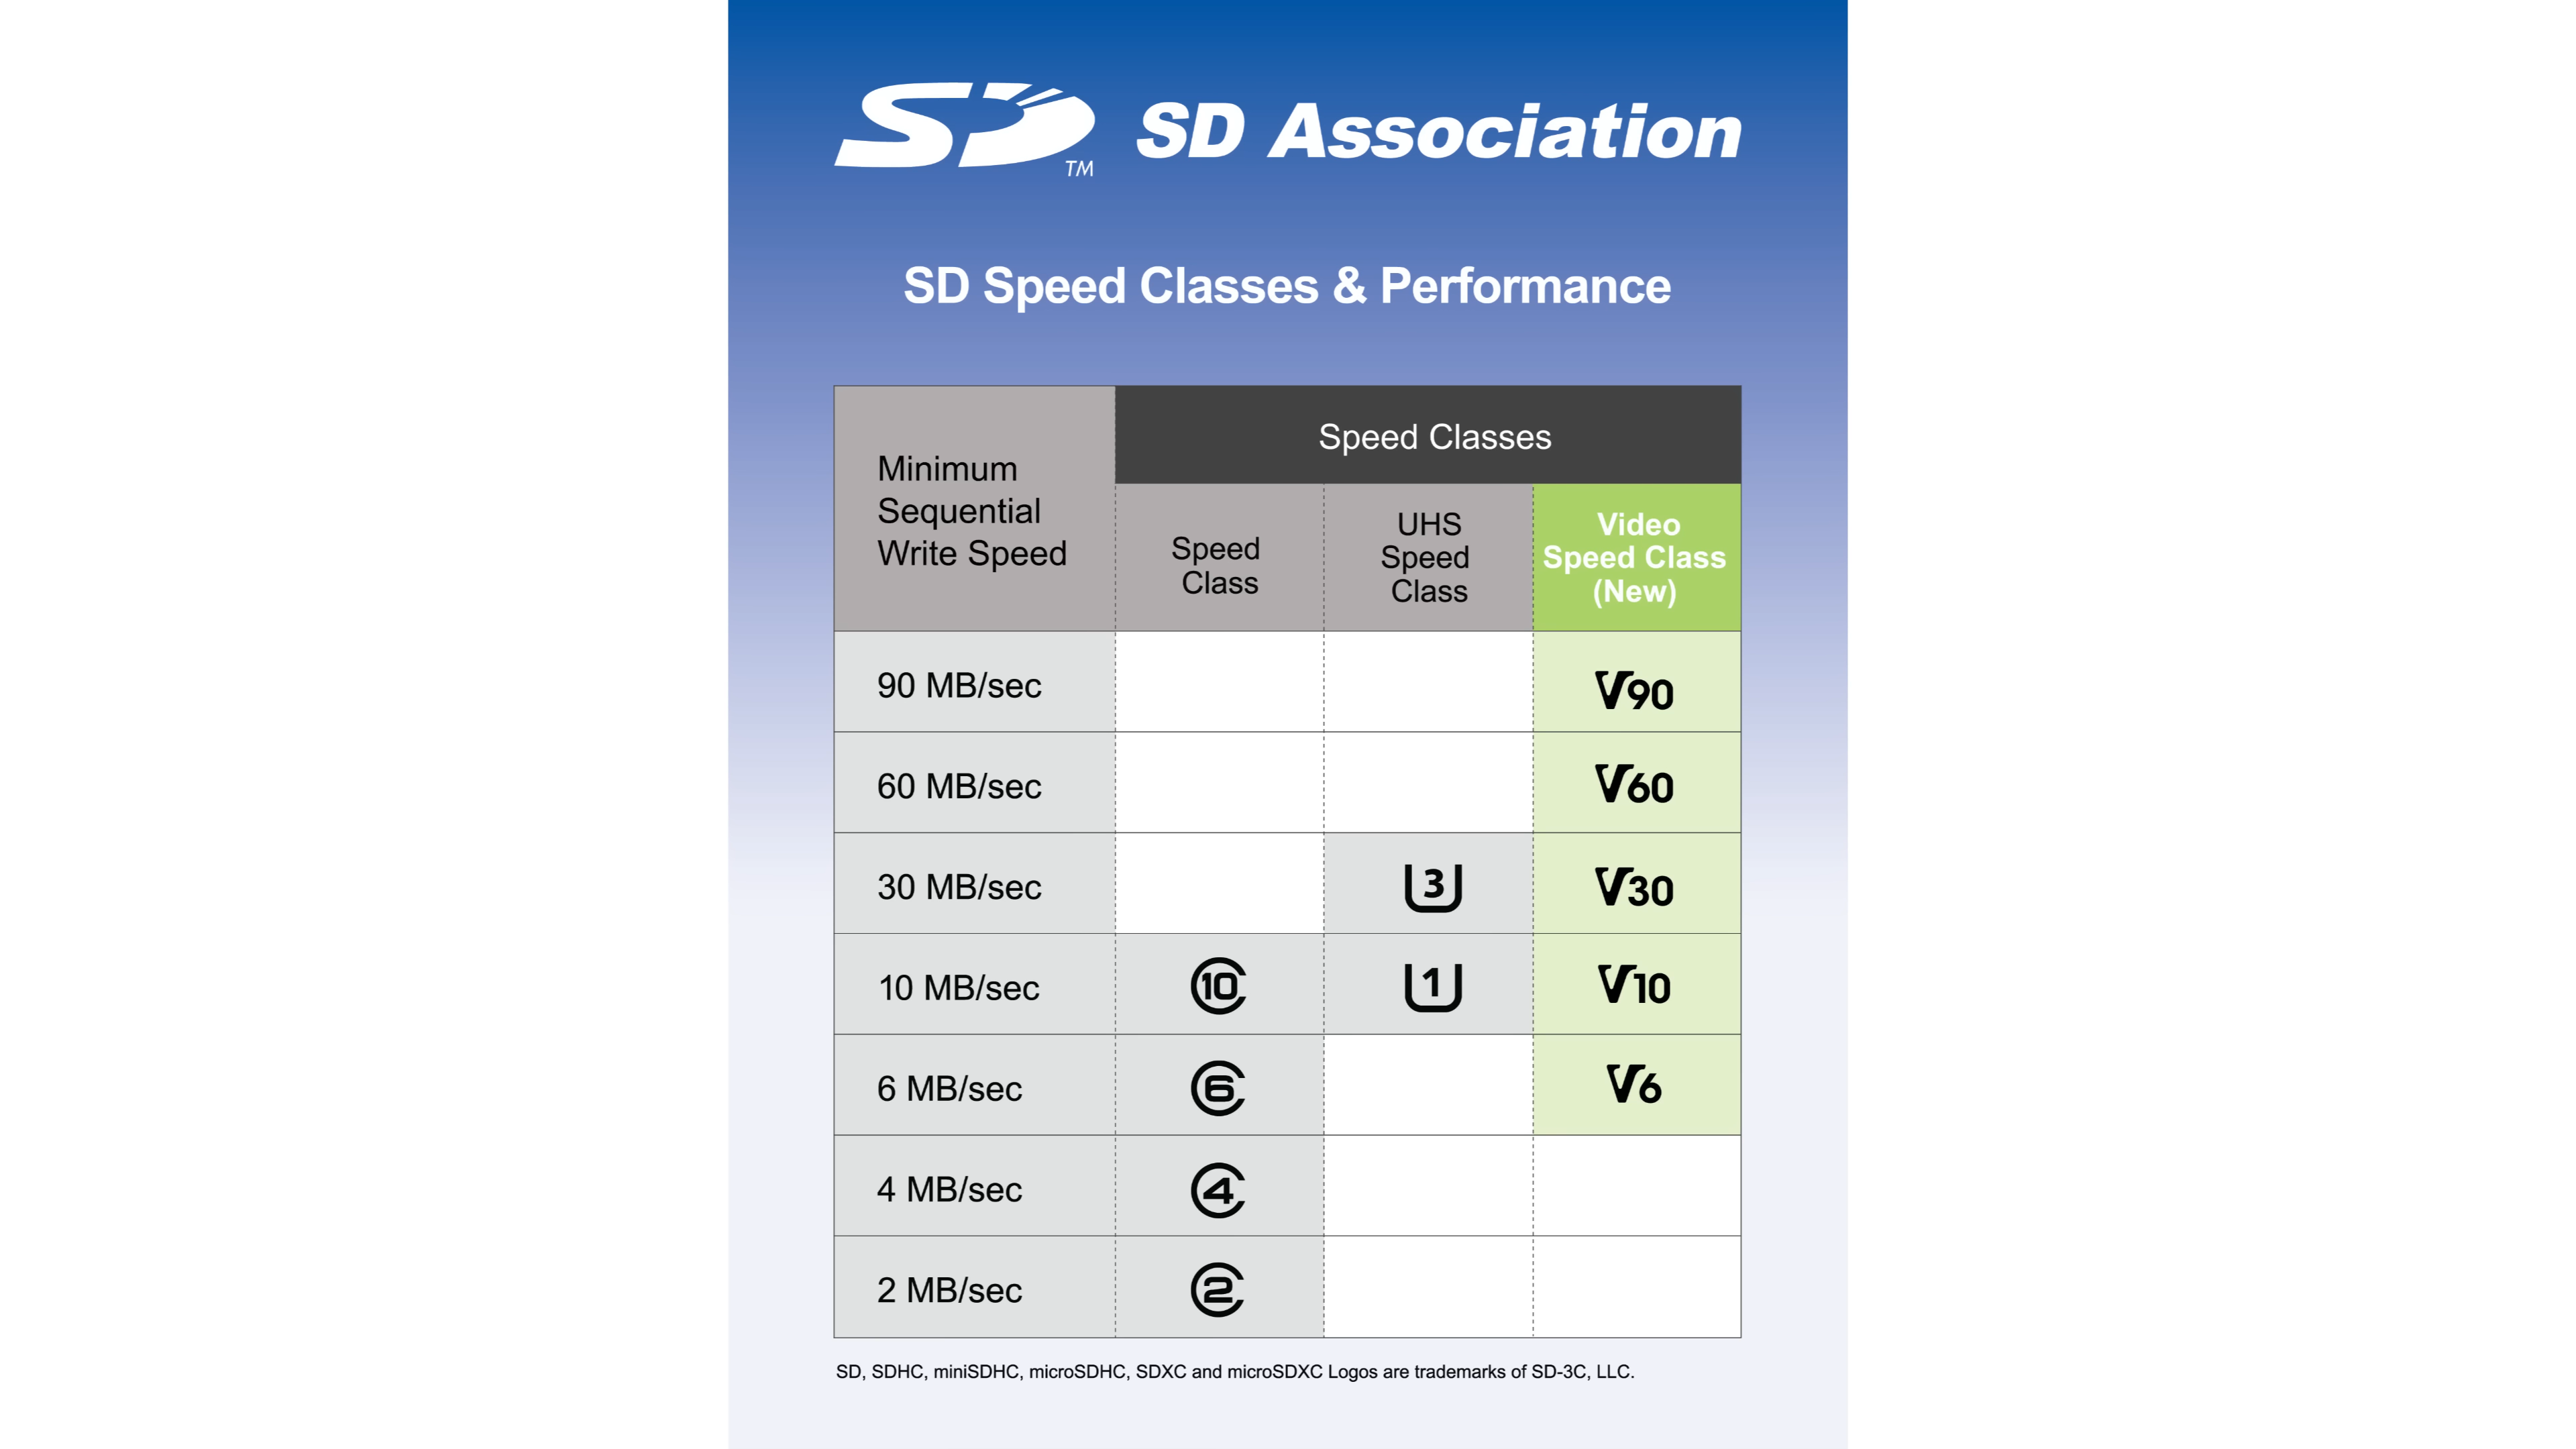 SD TM SD Association
SD Speed Classes & Performance
Minimum
Sequential
Write Speed
Speed Classes
Speed
Class
UHS
Speed
Class
Video
Speed Class
(New)
90 MB/sec V90
60 MB/sec V60
30 MB/sec 3 V30
10 MB/sec 10 1 V10
6 MB/sec 6 V6
4 MB/sec 4
2 MB/sec 2
SD, SDHC, miniSDHC, microSDHC, SDXC and microSDXC Logos are trademarks of SD-3C, LLC.